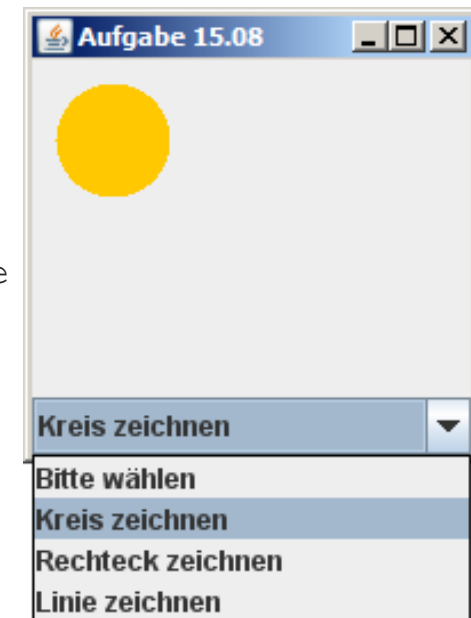 Aufgabe 15.08
e
Kreis zeichnen
Bitte wählen
Kreis zeichnen
Rechteck zeichnen
Linie zeichnen